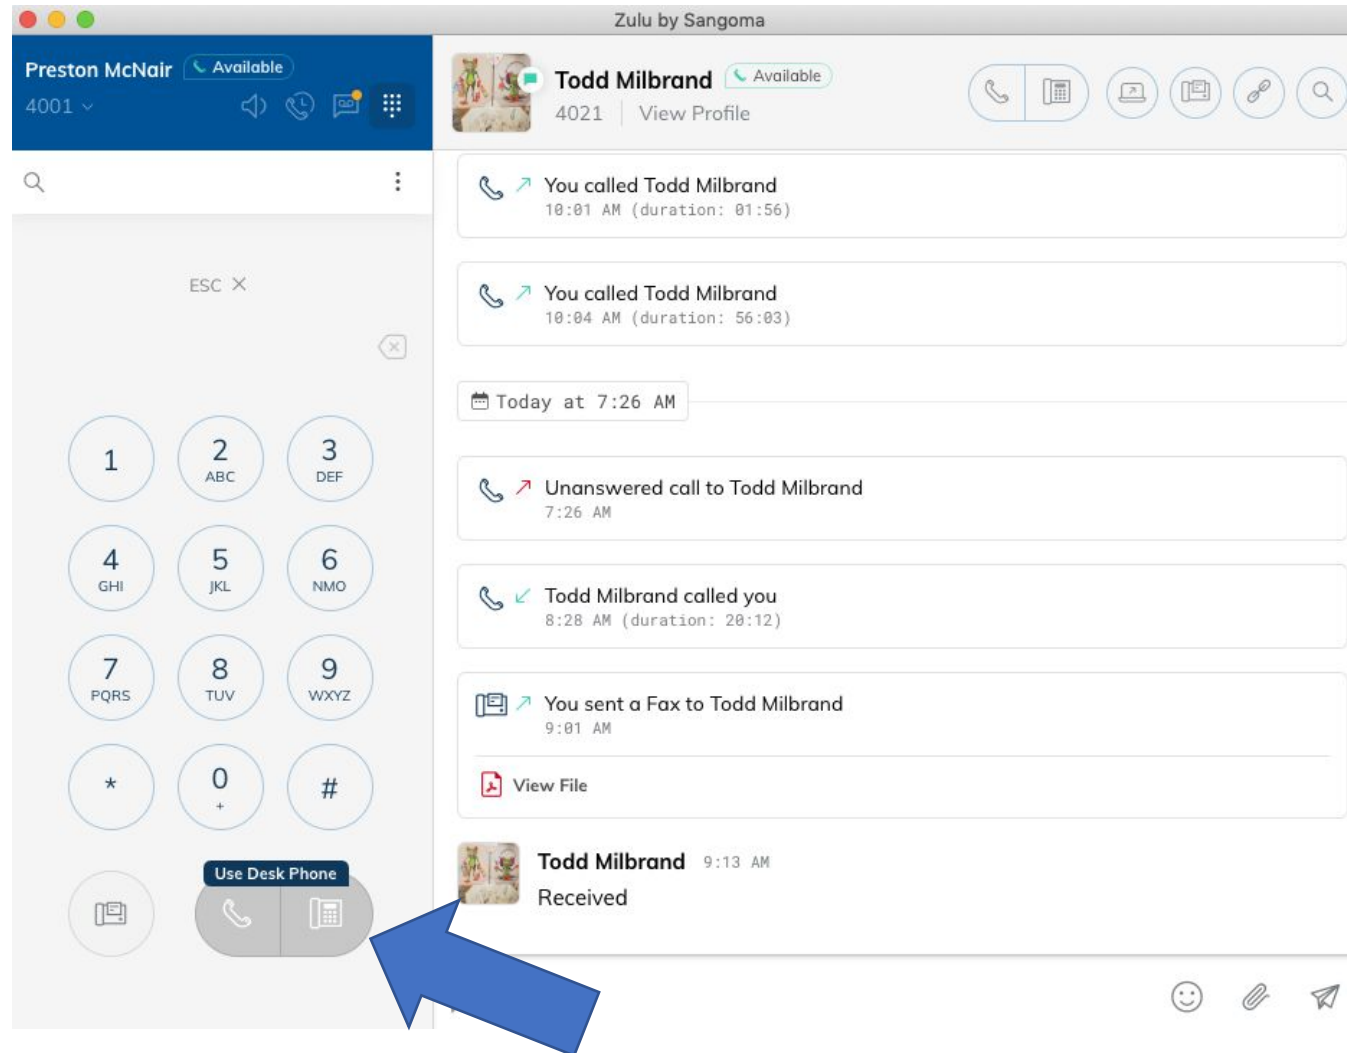 Zulu by Sangoma
Preston McNair Available
4001
ESC
1
2
ABC
3
DEF
4
GHI
5
JKL
6
NMO
7
PQRS
8
TUV
9
WXYZ
*
0
+
#
Use Desk Phone
Todd Milbrand Available
4021 View Profile
You called Todd Milbrand
10:01 AM (duration: 01:56)
You called Todd Milbrand
10:04 AM (duration: 56:03)
Today at 7:26 AM
Unanswered call to Todd Milbrand
7:26 AM
Todd Milbrand called you
8:28 AM (duration: 20:12)
You sent a Fax to Todd Milbrand
9:01 AM
View File
Todd Milbrand 9:13 AM
Received